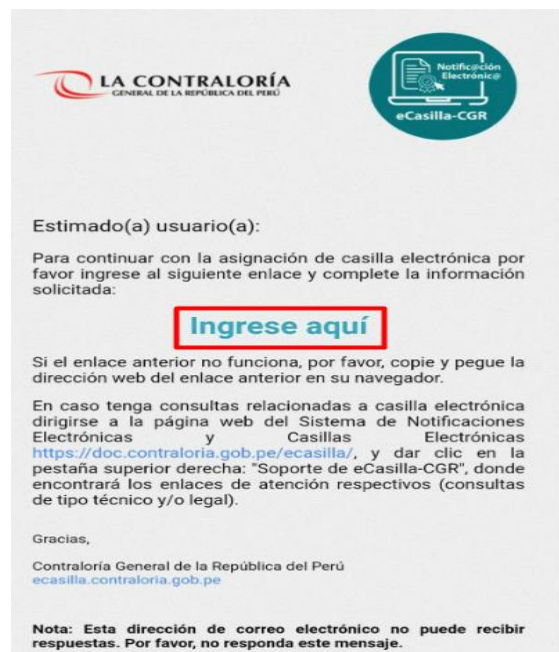 LA CONTRALORÍA
GENERAL DE LA REPÚBLICA DEL PERÚ
Notific@ción
Electrónic@
eCasilla-CGR
Estimado(a) usuario(a):
Para continuar con la asignación de casilla electrónica por
favor ingrese al siguiente enlace y complete la información
solicitada:
Ingrese aquí
Si el enlace anterior no funciona, por favor, copie y pegue la
dirección web del enlace anterior en su navegador.
En caso tenga consultas relacionadas a casilla electrónica
dirigirse a la página web del Sistema de Notificaciones
Electrónicas y Casillas Electrónicas
https://doc.contraloria.gob.pe/ecasilla/, y dar clic en la
pestaña superior derecha: "Soporte de eCasilla-CGR", donde
encontrará los enlaces de atención respectivos (consultas
de tipo técnico y/o legal).
Gracias,
Contraloría General de la República del Perú
ecasilla.contraloria.gob.pe
Nota: Esta dirección de correo electrónico no puede recibir
respuestas. Por favor, no responda este mensaje.